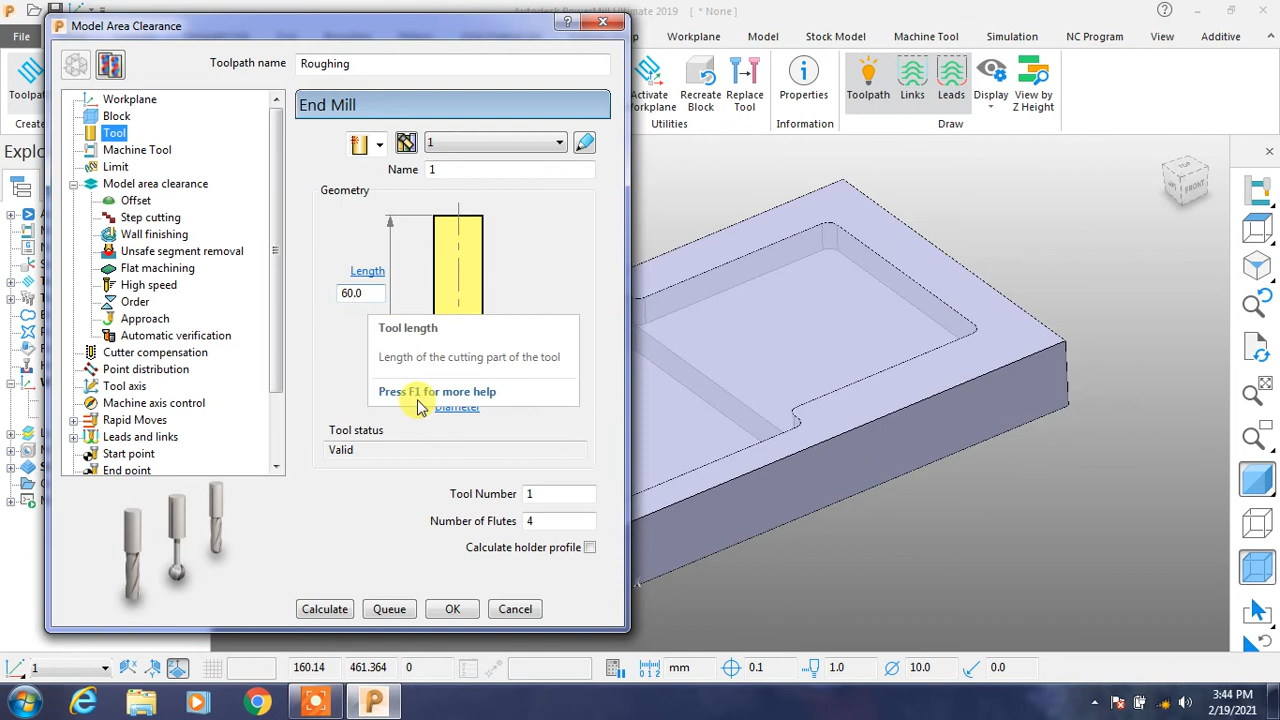 Model Area Clearance
Autodesk PowerMill Ultimate 2019 [ * None ]
File
Workplane
Model
Stock Model
Machine Tool
Simulation
NC Program
View
Additive
Activate Workplane
Recreate Block
Replace Tool
Properties
Toolpath
Links
Leads
Display
View by Z Height
Utilities
Information
Draw
Toolpath name
Roughing
Workplane
Block
Tool
Machine Tool
Limit
Model area clearance
Offset
Step cutting
Wall finishing
Unsafe segment removal
Flat machining
High speed
Order
Approach
Automatic verification
Cutter compensation
Point distribution
Tool axis
Machine axis control
Rapid Moves
Leads and links
Start point
End point
End Mill
1
Name
1
Geometry
Length
60.0
Tool length
Length of the cutting part of the tool
Press F1 for more help
Diameter
Tool status
Valid
Tool Number
1
Number of Flutes
4
Calculate holder profile
Calculate
Queue
OK
Cancel
TOP
FRONT
1
160.14
461.364
0
mm
0.1
1.0
10.0
0.0
3:44 PM
2/19/2021